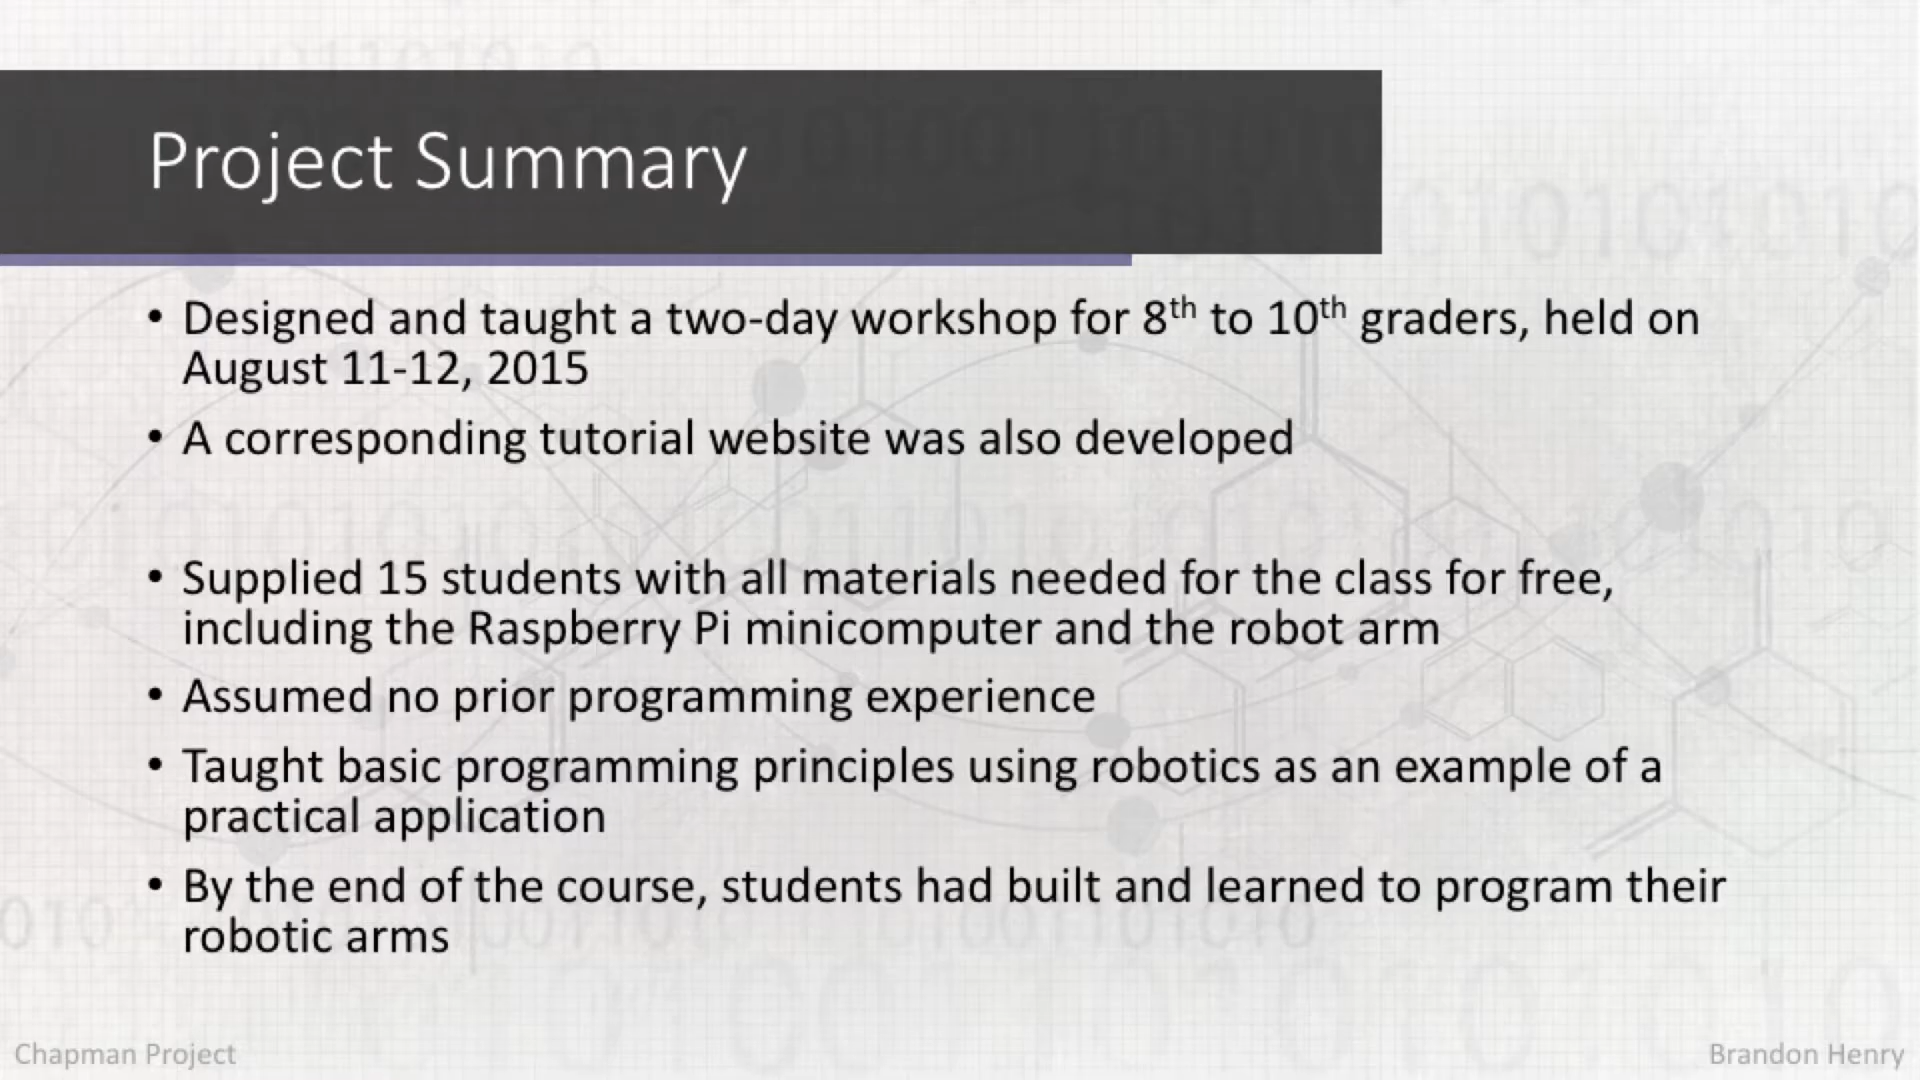 Project Summary
• Designed and taught a two-day workshop for 8th to 10th graders, held on
August 11-12, 2015
• A corresponding tutorial website was also developed
• Supplied 15 students with all materials needed for the class for free,
including the Raspberry Pi minicomputer and the robot arm
• Assumed no prior programming experience
• Taught basic programming principles using robotics as an example of a
practical application
• By the end of the course, students had built and learned to program their
robotic arms
Chapman Project
Brandon Henry